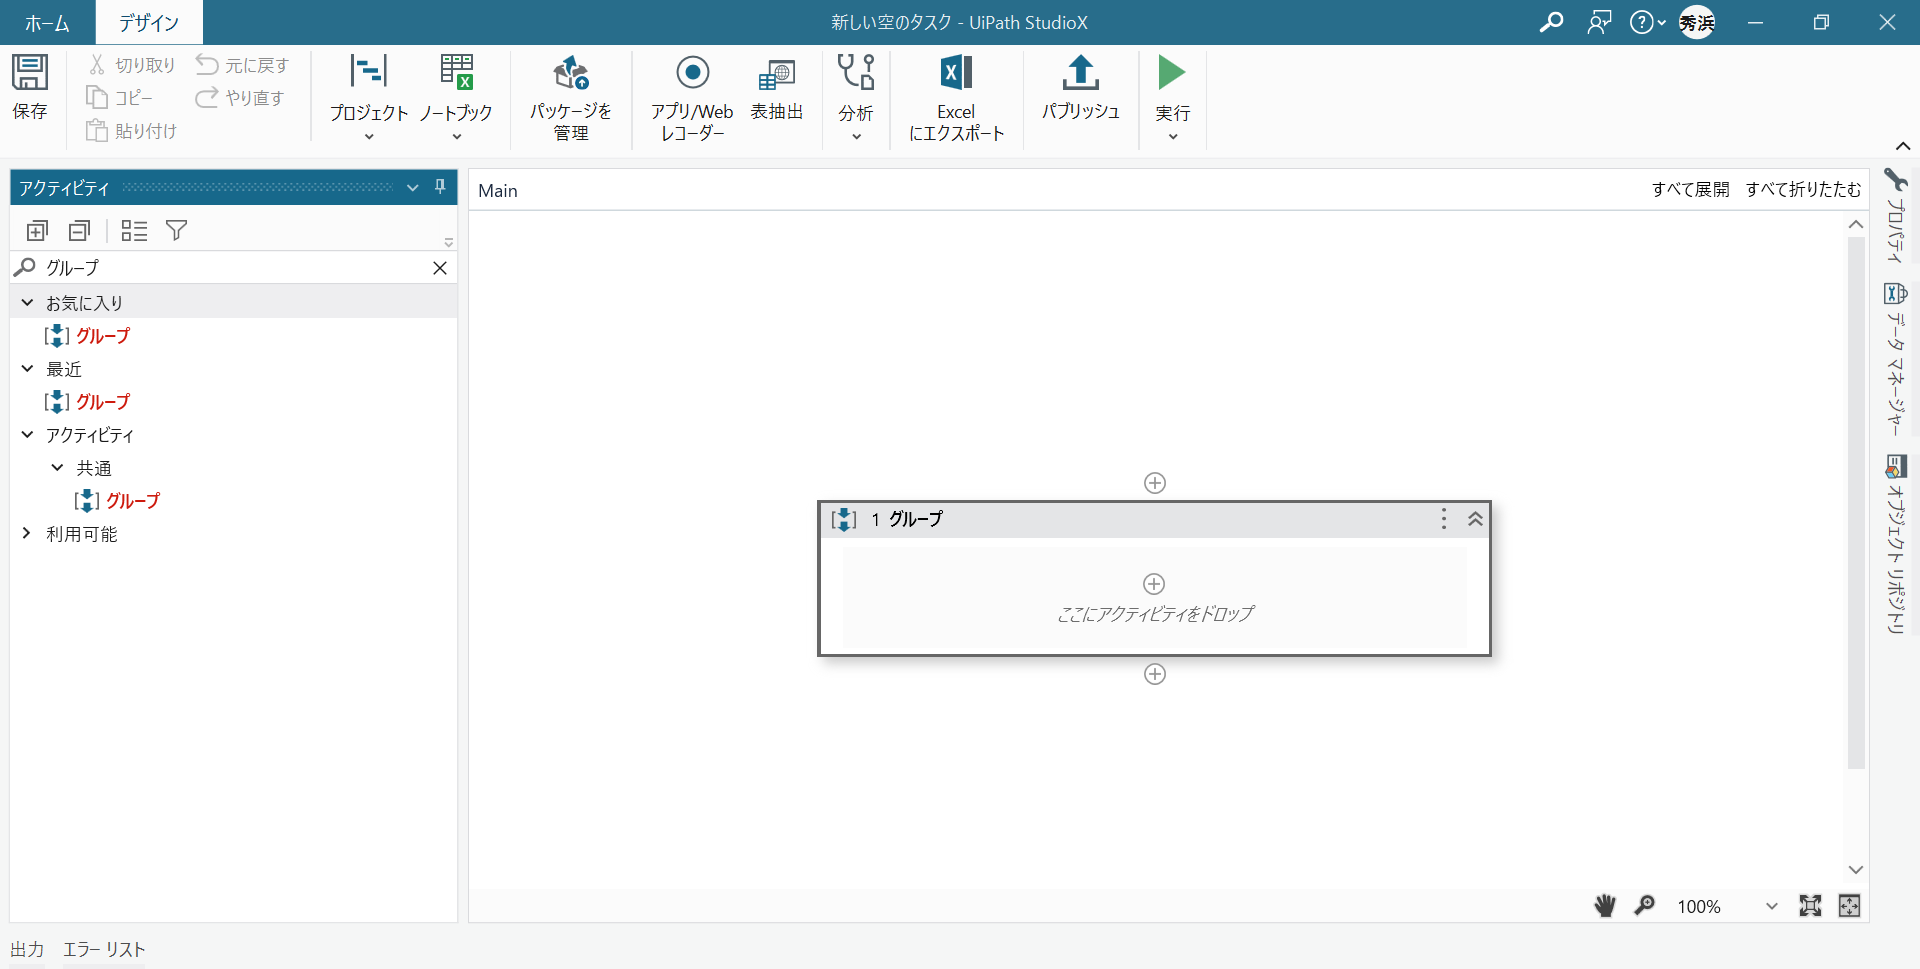 ホーム
デザイン
新しい空のタスク - UiPath StudioX
秀浜
保存
切り取り
コピー
貼り付け
元に戻す
やり直す
プロジェクト
ノートブック
パッケージを
管理
アプリ/Web
レコーダー
表抽出
分析
Excel
にエクスポート
パブリッシュ
実行
アクティビティ
グループ
お気に入り
グループ
最近
グループ
アクティビティ
共通
グループ
利用可能
Main
すべて展開
すべて折りたたむ
1 グループ
ここにアクティビティをドロップ
100%
プロパティ
データ マネージャー
オブジェクト リポジトリ
出力
エラー リスト